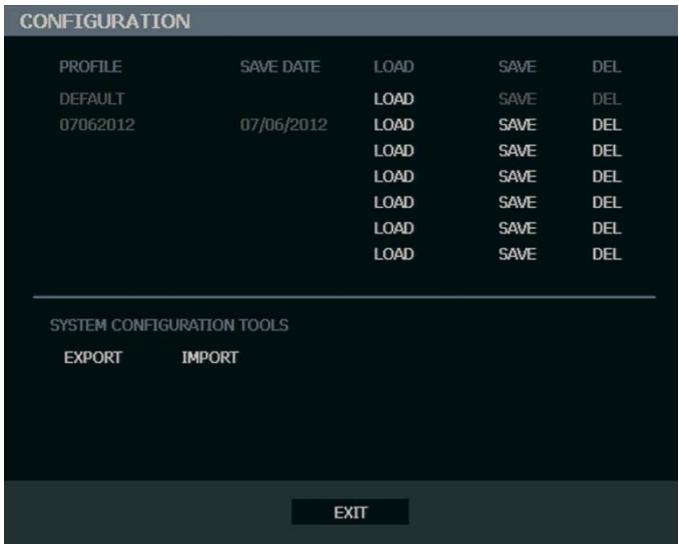 CONFIGURATION
PROFILE SAVE DATE LOAD SAVE DEL
DEFAULT LOAD SAVE DEL
07062012 07/06/2012 LOAD SAVE DEL
LOAD SAVE DEL
LOAD SAVE DEL
LOAD SAVE DEL
LOAD SAVE DEL
LOAD SAVE DEL
SYSTEM CONFIGURATION TOOLS
EXPORT IMPORT
EXIT